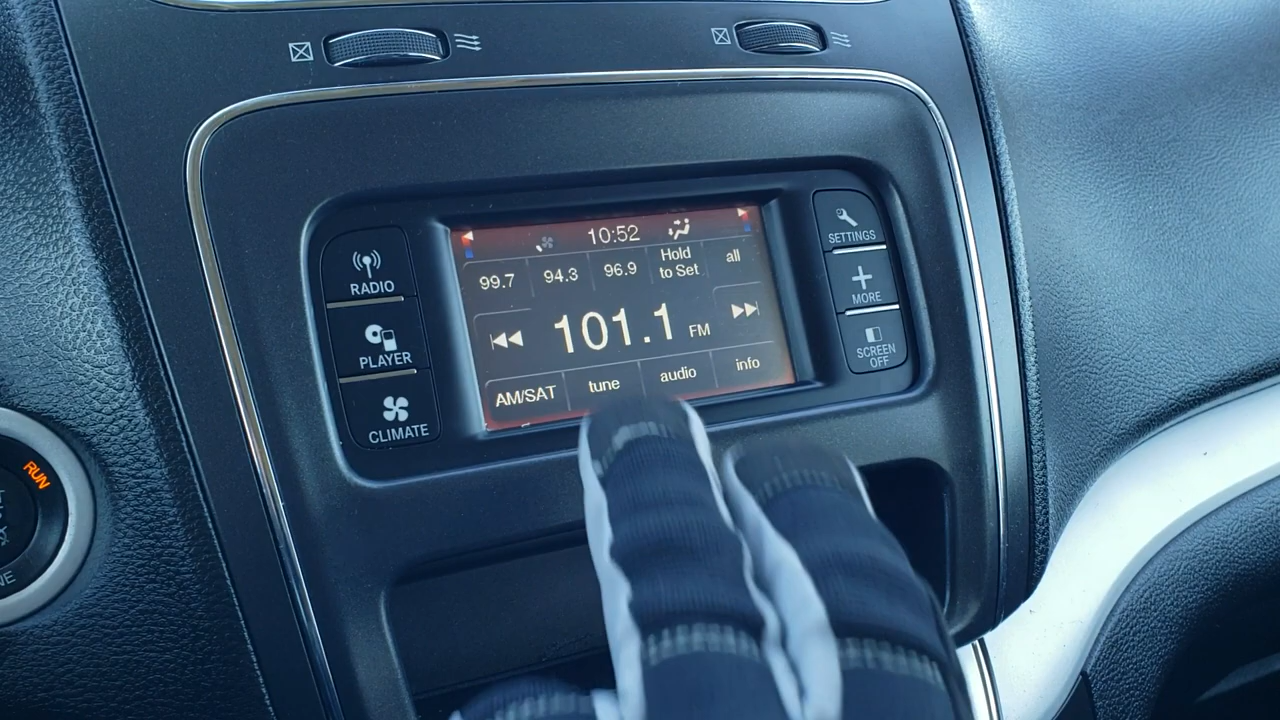 10:52
99.7 94.3 96.9 Hold to Set all
101.1 FM
AM/SAT tune audio info
RADIO
PLAYER
CLIMATE
SETTINGS
MORE
SCREEN
OFF
RUN